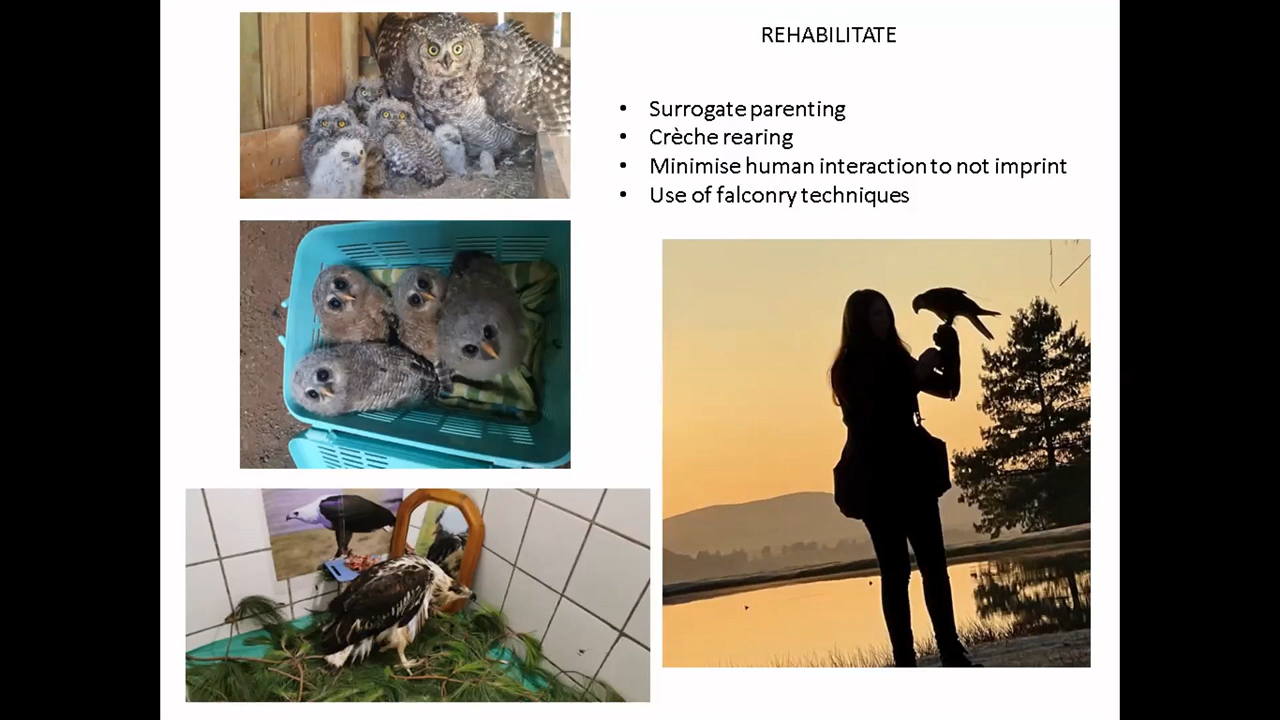 REHABILITATE
• Surrogate parenting
• Crèche rearing
• Minimise human interaction to not imprint
• Use of falconry techniques